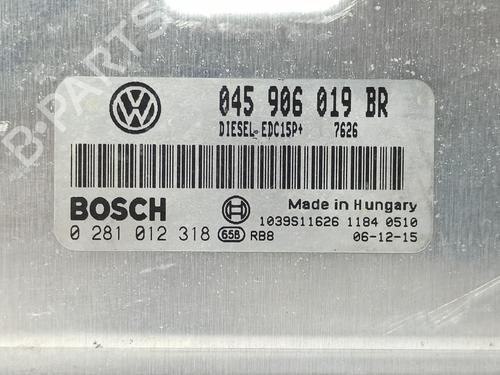 B-PARTS
045 906 019 BR
DIESEL-EDC15P+ 7626
BOSCH
Made in Hungary
1039S11626 1184 0510
0 281 012 318 65B RB8 06-12-15